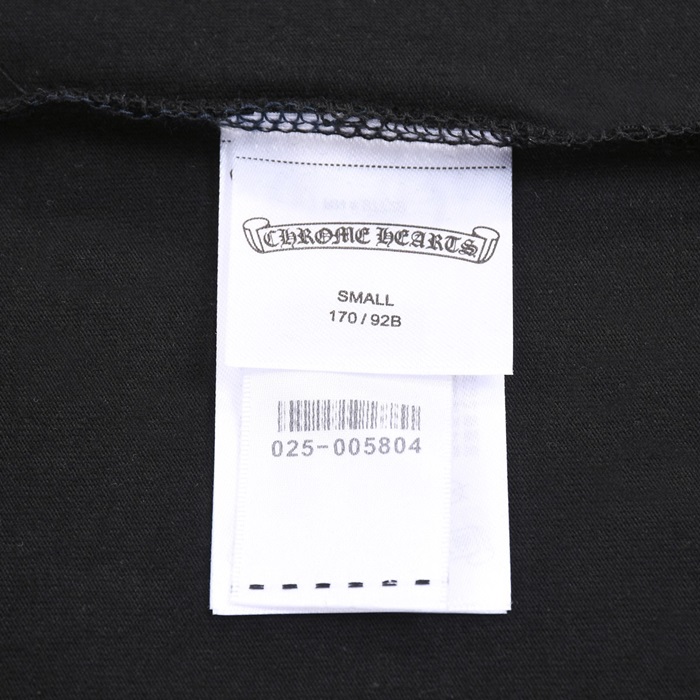 CHROME HEARTS
SMALL
170 / 92B
025-005804